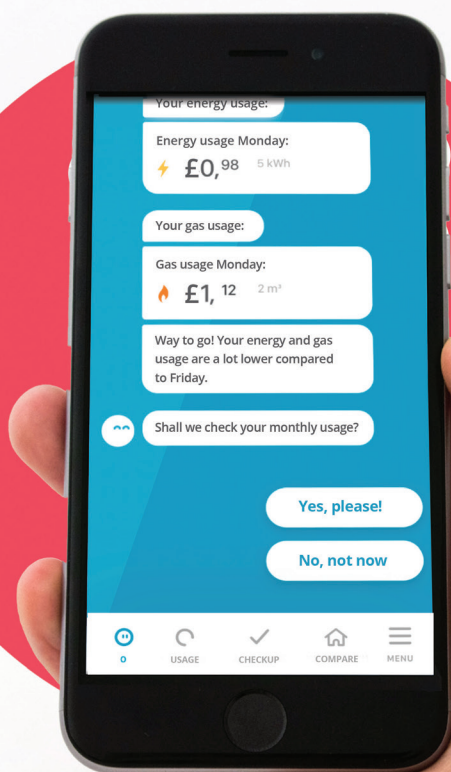 Your energy usage:
Energy usage Monday:
£0,98 5 kWh
Your gas usage:
Gas usage Monday:
£1, 12 2 m³
Way to go! Your energy and gas
usage are a lot lower compared
to Friday.
Shall we check your monthly usage?
Yes, please!
No, not now
O USAGE CHECKUP COMPARE MENU